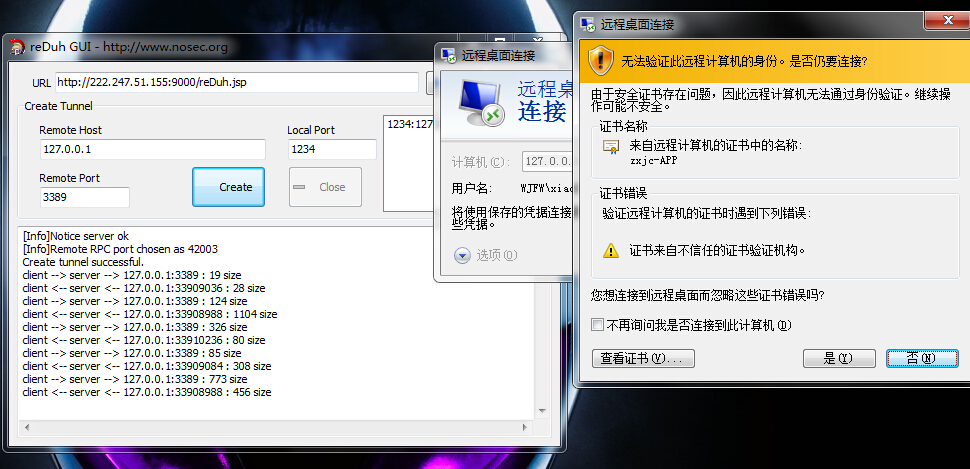 reDuh GUI - http://www.nosec.org
URL http://222.247.51.155:9000/reDuh.jsp
Create Tunnel
Remote Host
Local Port
127.0.0.1
1234
1234:127
Remote Port
3389
Create
Close
[Info]Notice server ok
[Info]Remote RPC port chosen as 42003
Create tunnel successful.
client --> server --> 127.0.0.1:3389 : 19 size
client <-- server <-- 127.0.0.1:33909036 : 28 size
client --> server --> 127.0.0.1:3389 : 124 size
client <-- server <-- 127.0.0.1:33908988 : 1104 size
client --> server --> 127.0.0.1:3389 : 326 size
client <-- server <-- 127.0.0.1:33910236 : 80 size
client --> server --> 127.0.0.1:3389 : 85 size
client <-- server <-- 127.0.0.1:33909084 : 308 size
client --> server --> 127.0.0.1:3389 : 773 size
client <-- server <-- 127.0.0.1:33908988 : 456 size
远程桌面连接
远程桌
连接
计算机(C):
127.0.0.
用户名:
WJFW\xiao
将使用保存的凭据连接
些凭据。
选项(O)
远程桌面连接
无法验证此远程计算机的身份。是否仍要连接?
由于安全证书存在问题，因此远程计算机无法通过身份验证。继续操
作可能不安全。
证书名称
来自远程计算机的证书中的名称:
zxjc-APP
证书错误
验证远程计算机的证书时遇到下列错误:
证书来自不信任的证书验证机构。
您想连接到远程桌面而忽略这些证书错误吗?
不再询问我是否连接到此计算机(D)
查看证书(V)...
是(Y)
否(N)